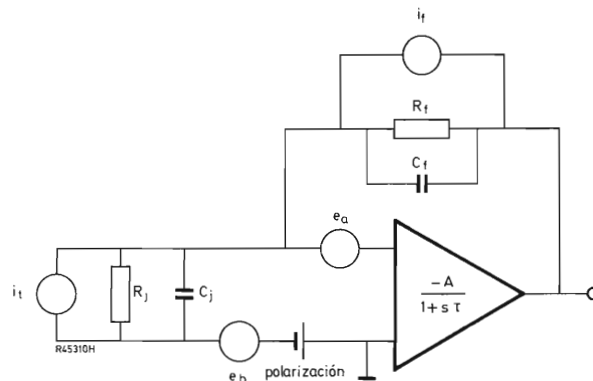 i_f
R_f
C_f
e_a
-A
1+s τ
i_t
R_j
C_j
R45310H
e_b
polarización